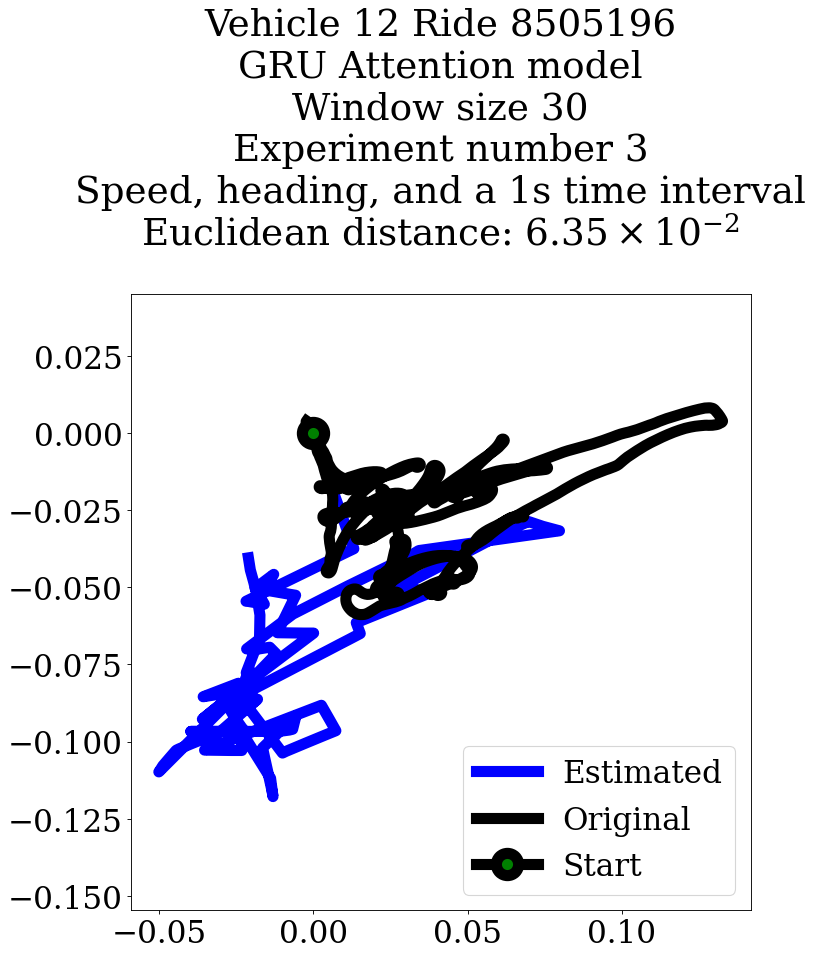 Vehicle 12 Ride 8505196
GRU Attention model
Window size 30
Experiment number 3
Speed, heading, and a 1s time interval
Euclidean distance: 6.35 × 10⁻²
0.025
0.000
−0.025
−0.050
−0.075
−0.100
−0.125
−0.150
Estimated
Original
Start
−0.05
0.00
0.05
0.10